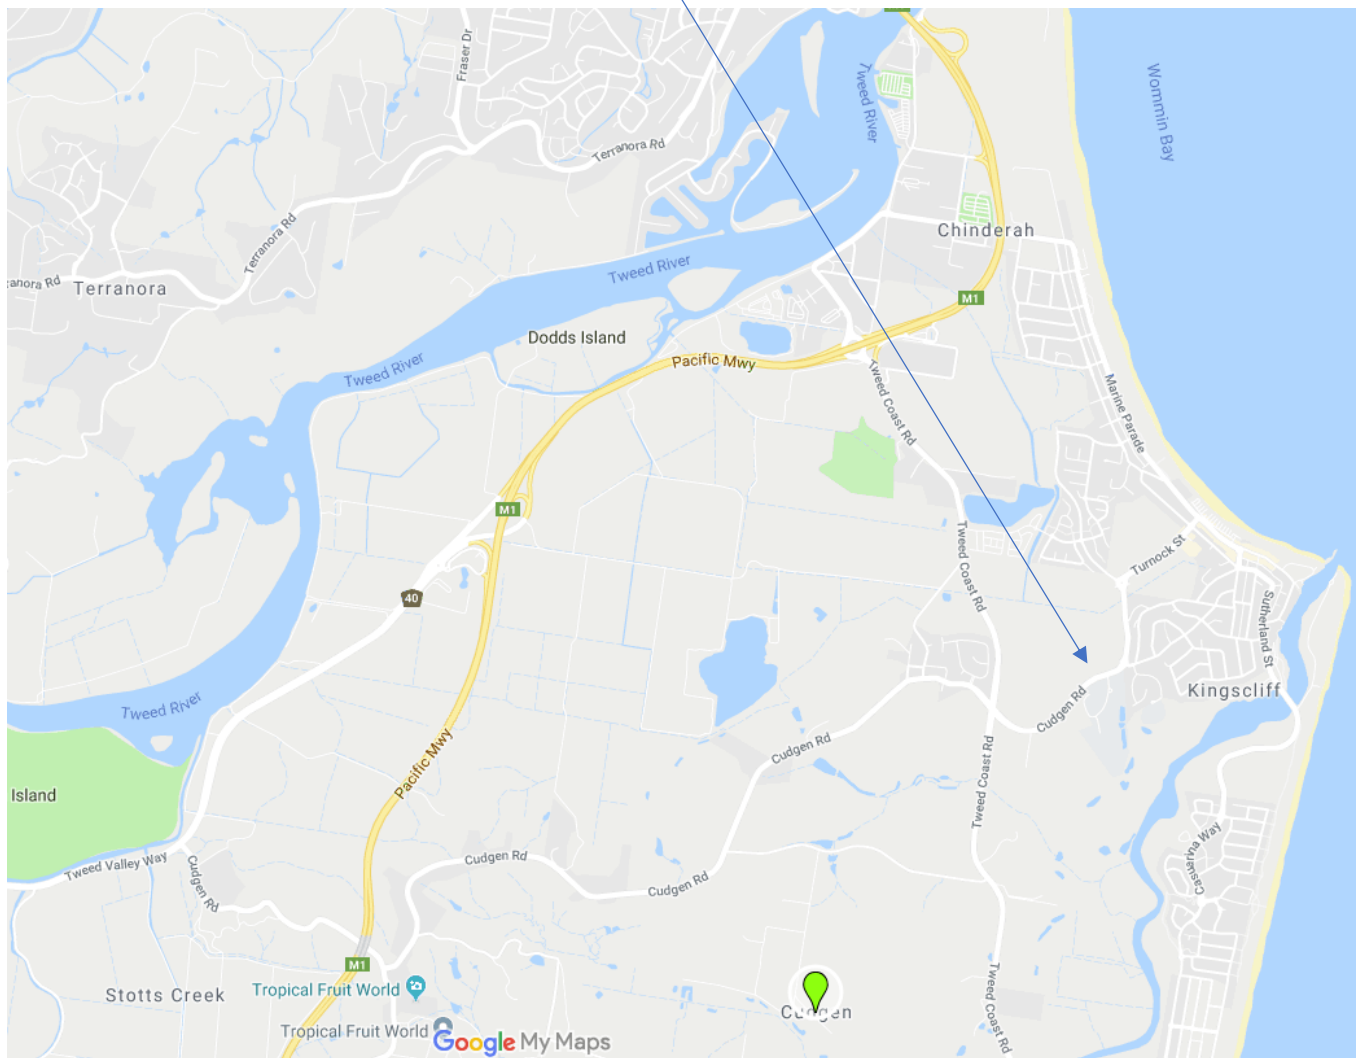 M1
Fraser Dr
Tweed River
Wommin Bay
Terranora Rd
Terranora Rd
Chinderah
Tweed River
ranora Rd
Terranora
M1
Dodds Island
Pacific Mwy
Tweed River
Tweed Coast Rd
Marine Parade
M1
Tweed Coast Rd
Turnock St
40
Sutherland St
Kingscliff
Cudgen Rd
Tweed River
Cudgen Rd
Pacific Mwy
Tweed Coast Rd
Island
Casuarina Way
Tweed Valley Way
Cudgen Rd
Cudgen Rd
Cudgen Rd
M1
Tropical Fruit World
Stotts Creek
Tweed Coast Rd
Cudgen
Tropical Fruit World
Google My Maps